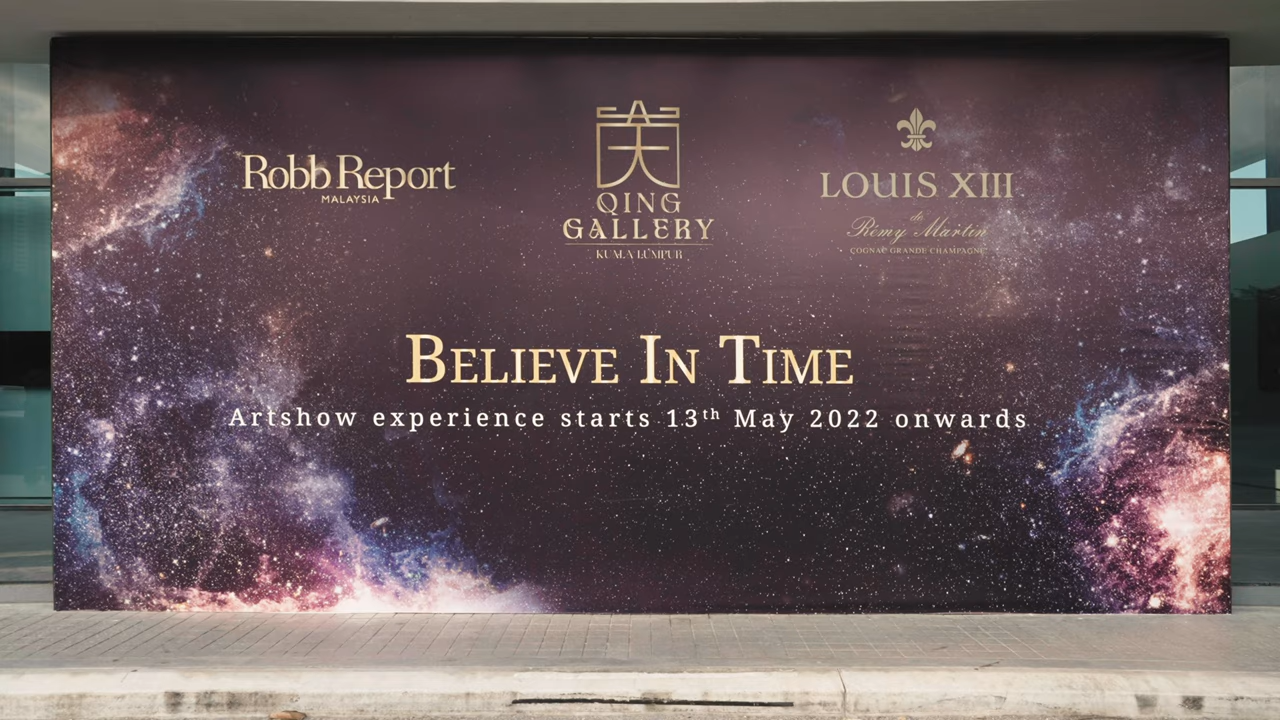 Robb Report
MALAYSIA
QING
GALLERY
KUALA LUMPUR
LOUIS XIII
de
Rémy Martin
COGNAC GRANDE CHAMPAGNE
BELIEVE IN TIME
Artshow experience starts 13th May 2022 onwards